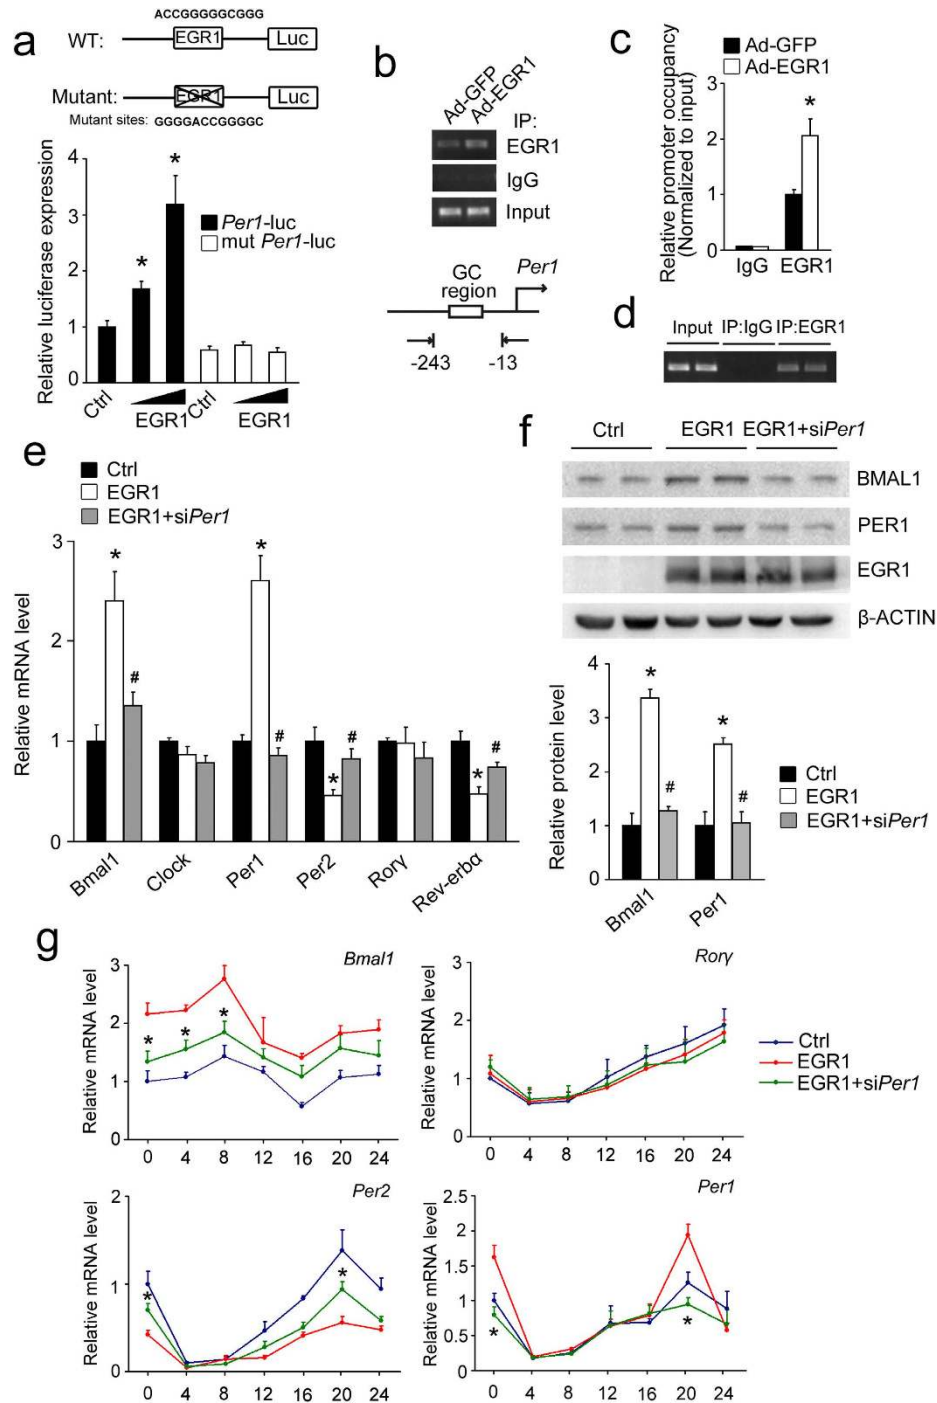 a
ACCGGGGGCGGG
WT:
EGR1
Luc
Mutant:
EGR1
Luc
Mutant sites: GGGGACCGGGGC
Relative luciferase expression
4
3
2
1
0
*
*
Per1-luc
mut Per1-luc
Ctrl
EGR1
Ctrl
EGR1
b
Ad-GFP
Ad-EGR1
IP:
EGR1
IgG
Input
GC
region
Per1
-243
-13
c
Ad-GFP
Ad-EGR1
Relative promoter occupancy
(Normalized to input)
3
2
1
0
*
IgG
EGR1
d
Input
IP:IgG
IP:EGR1
e
Ctrl
EGR1
EGR1+siPer1
Relative mRNA level
3
2
1
0
*
#
*
#
*
#
*
#
Bmal1
Clock
Per1
Per2
Rorγ
Rev-erbα
f
Ctrl
EGR1
EGR1+siPer1
BMAL1
PER1
EGR1
β-ACTIN
Relative protein level
4
3
2
1
0
*
#
*
#
Ctrl
EGR1
EGR1+siPer1
Bmal1
Per1
g
Bmal1
Relative mRNA level
3
2
1
0
* * *
0 4 8 12 16 20 24
Rorγ
Relative mRNA level
3
2
1
0
0 4 8 12 16 20 24
Ctrl
EGR1
EGR1+siPer1
Per2
Relative mRNA level
2
1
0
* *
0 4 8 12 16 20 24
Per1
Relative mRNA level
2.5
2
1.5
1
0.5
0
* *
0 4 8 12 16 20 24